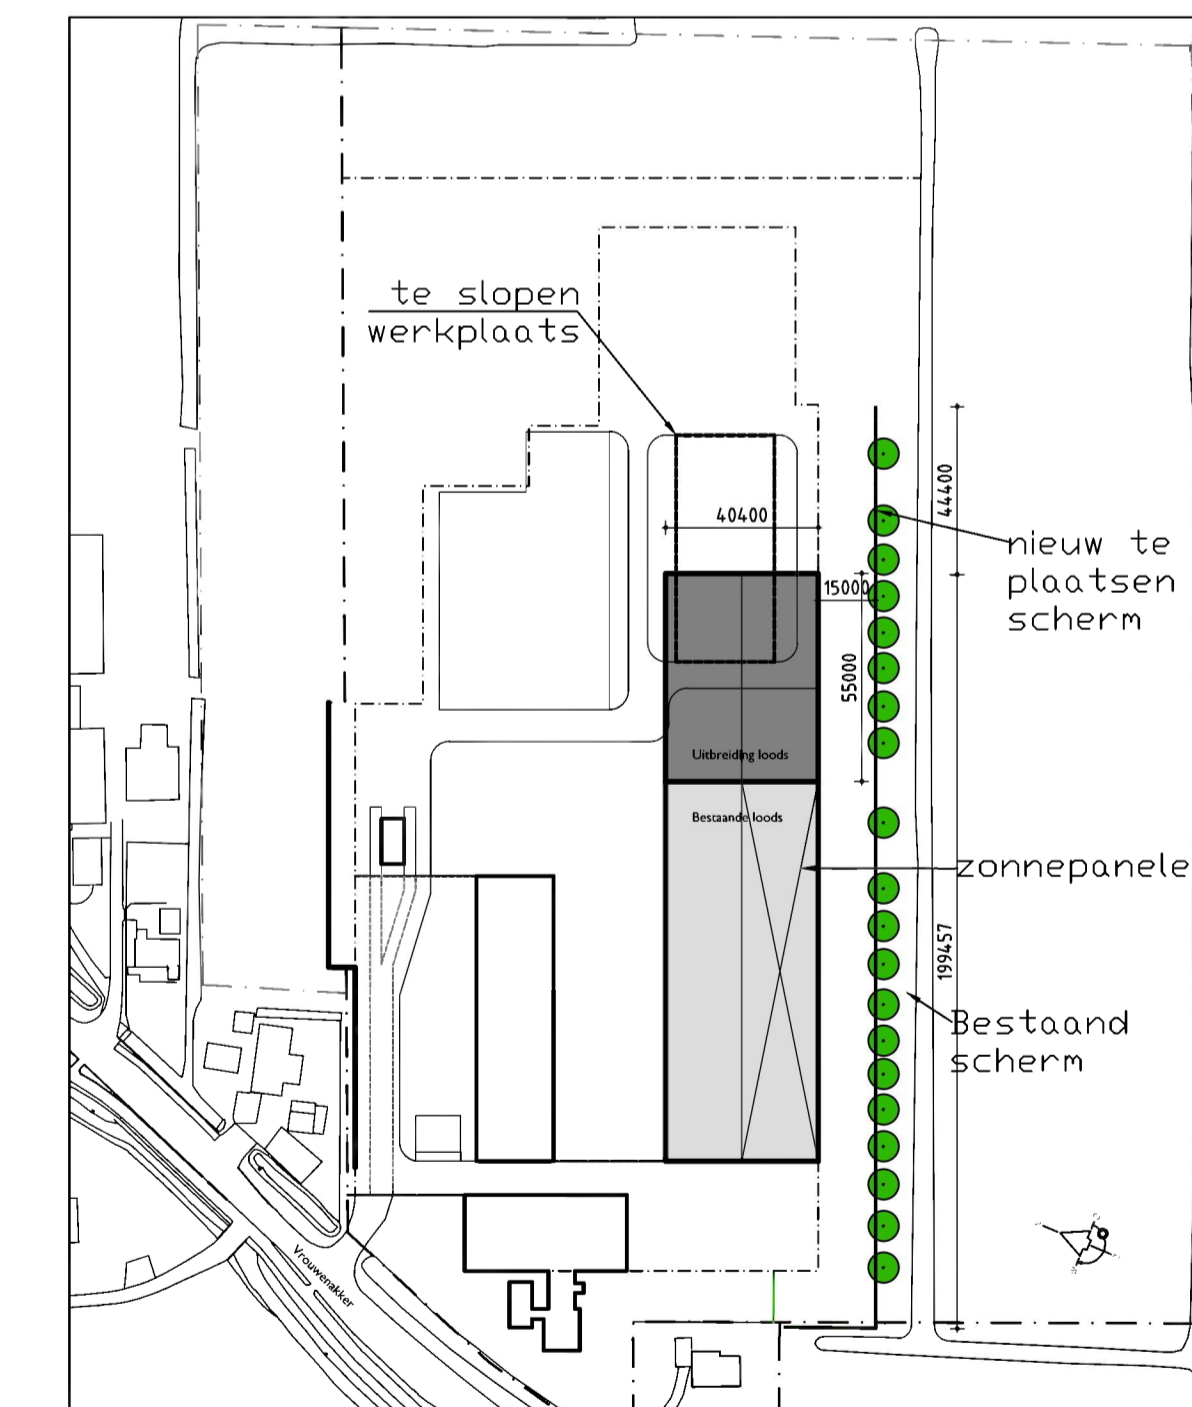 te slopen
werkplaats
44400
40400
nieuw te
plaatsen
scherm
15000
55000
Uitbreiding loods
Bestaande loods
zonnepanele
199457
Bestaand
scherm
Vrouwenakker